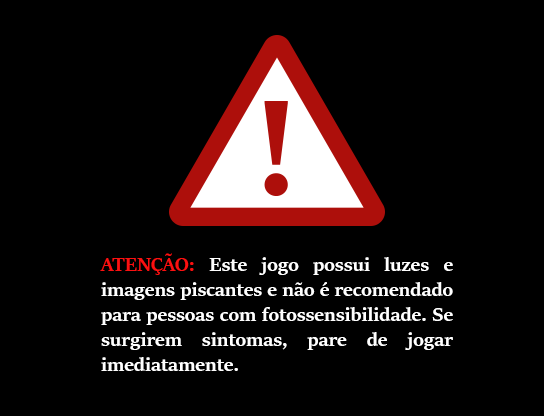 ATENÇÃO: Este jogo possui luzes e
imagens piscantes e não é recomendado
para pessoas com fotossensibilidade. Se
surgirem sintomas, pare de jogar
imediatamente.